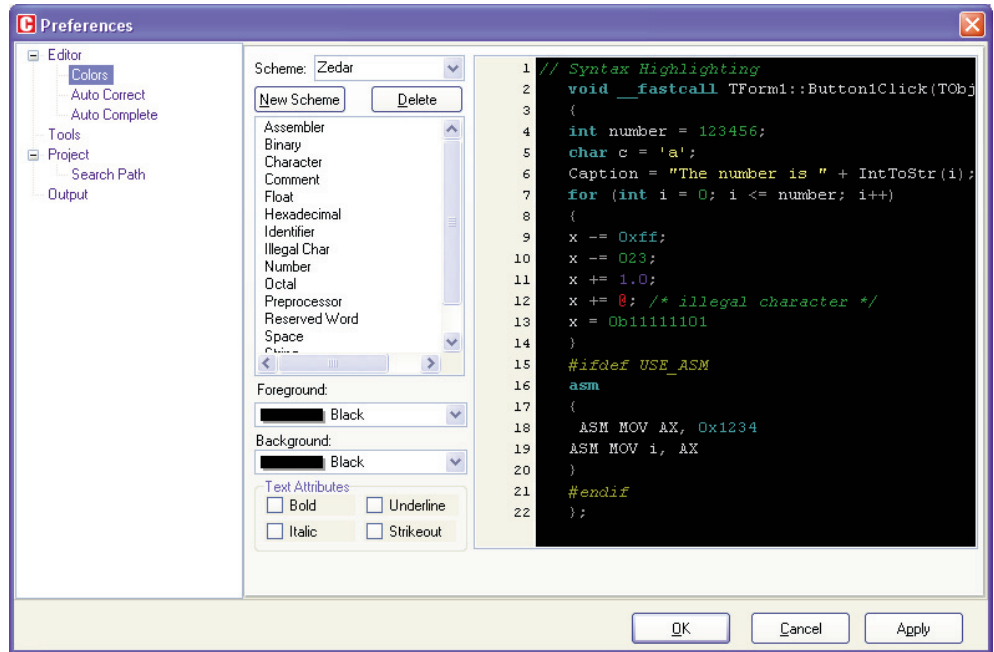 C Preferences
Editor
Colors
Auto Correct
Auto Complete
Tools
Project
Search Path
Output
Scheme: Zedar
New Scheme Delete
Assembler
Binary
Character
Comment
Float
Hexadecimal
Identifier
Illegal Char
Number
Octal
Preprocessor
Reserved Word
Space
String
Foreground:
Black
Background:
Black
Text Attributes
Bold Underline
Italic Strikeout
1 // Syntax Highlighting
2 void __fastcall TForm1::Button1Click(TObj
3 {
4 int number = 123456;
5 char c = 'a';
6 Caption = "The number is " + IntToStr(i);
7 for (int i = 0; i <= number; i++)
8 {
9 x -= 0xff;
10 x -= 023;
11 x += 1.0;
12 x += @; /* illegal character */
13 x = 0b11111101
14 }
15 #ifdef USE_ASM
16 asm
17 {
18 ASM MOV AX, 0x1234
19 ASM MOV i, AX
20 }
21 #endif
22 };
OK Cancel Apply